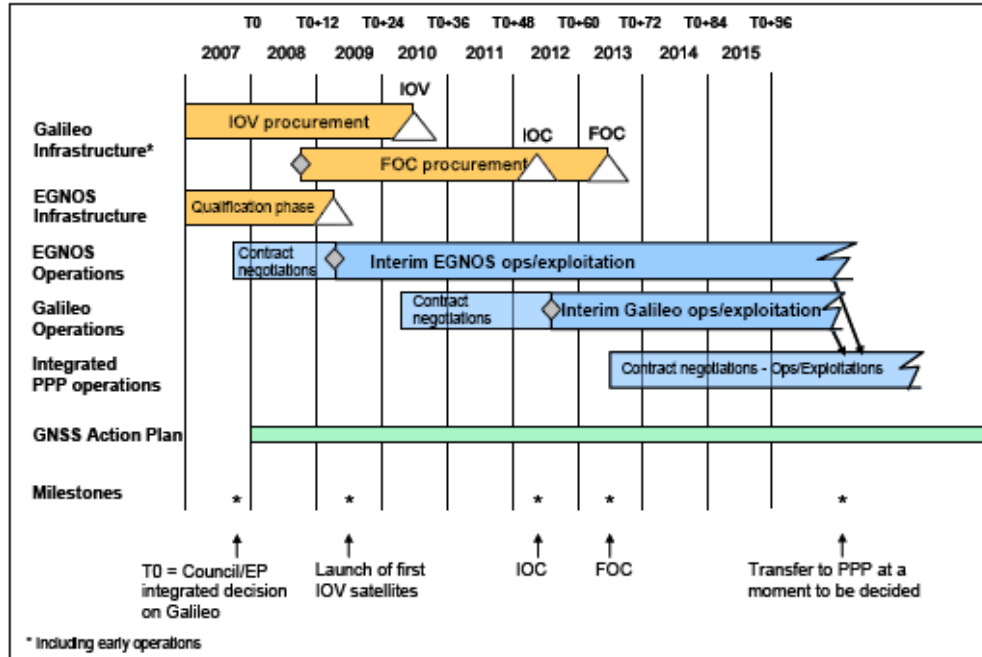 T0 T0+12 T0+24 T0+36 T0+48 T0+60 T0+72 T0+84 T0+96
2007 2008 2009 2010 2011 2012 2013 2014 2015
IOV
Galileo
Infrastructure*
IOV procurement
IOC FOC
FOC procurement
EGNOS
Infrastructure
Qualification phase
EGNOS
Operations
Contract
negotiations
Interim EGNOS ops/exploitation
Galileo
Operations
Contract
negotiations
Interim Galileo ops/exploitation
Integrated
PPP operations
Contract negotiations - Ops/Exploitations
GNSS Action Plan
Milestones
* * * * *
T0 = Council/EP
integrated decision
on Galileo
Launch of first
IOV satellites
IOC
FOC
Transfer to PPP at a
moment to be decided
* Including early operations